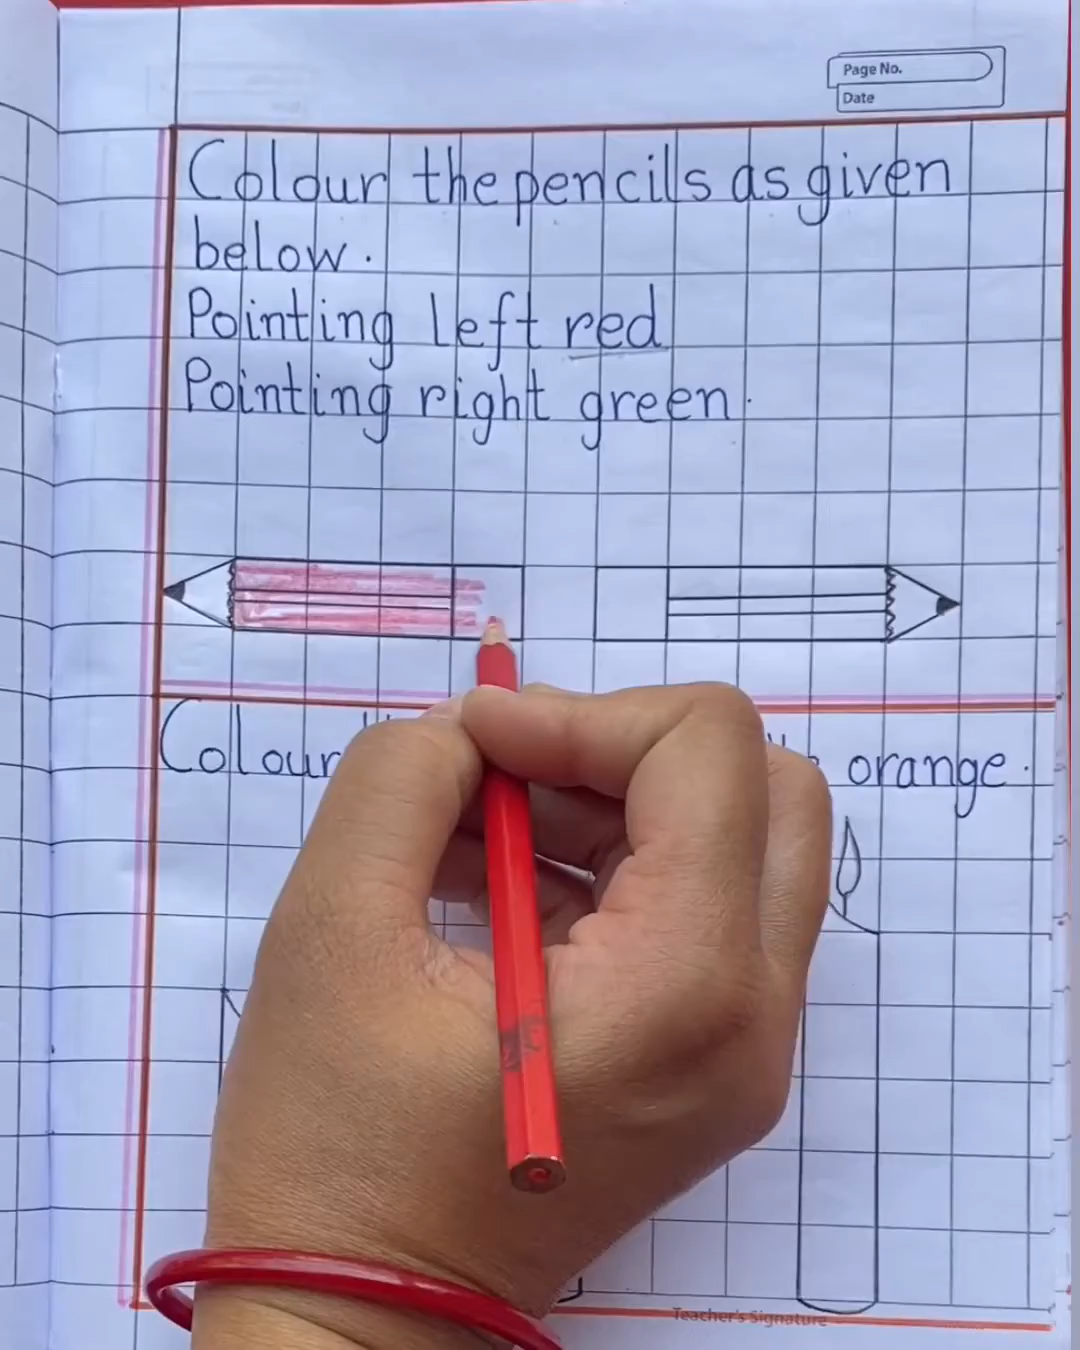 Page No.
Date
Colour the pencils as given
below.
Pointing left red
Pointing right green.
Colour orange.
Teacher's Signature